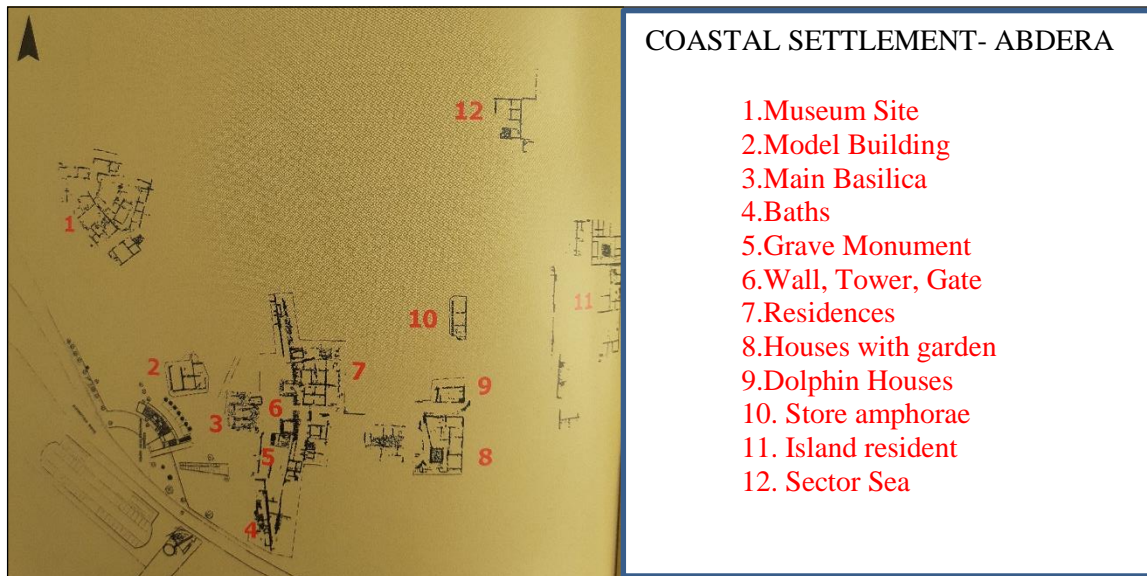 COASTAL SETTLEMENT- ABDERA
1.Museum Site
2.Model Building
3.Main Basilica
4.Baths
5.Grave Monument
6.Wall, Tower, Gate
7.Residences
8.Houses with garden
9.Dolphin Houses
10. Store amphorae
11. Island resident
12. Sector Sea
12
1
11
10
2
7
9
3
6
5
8
4